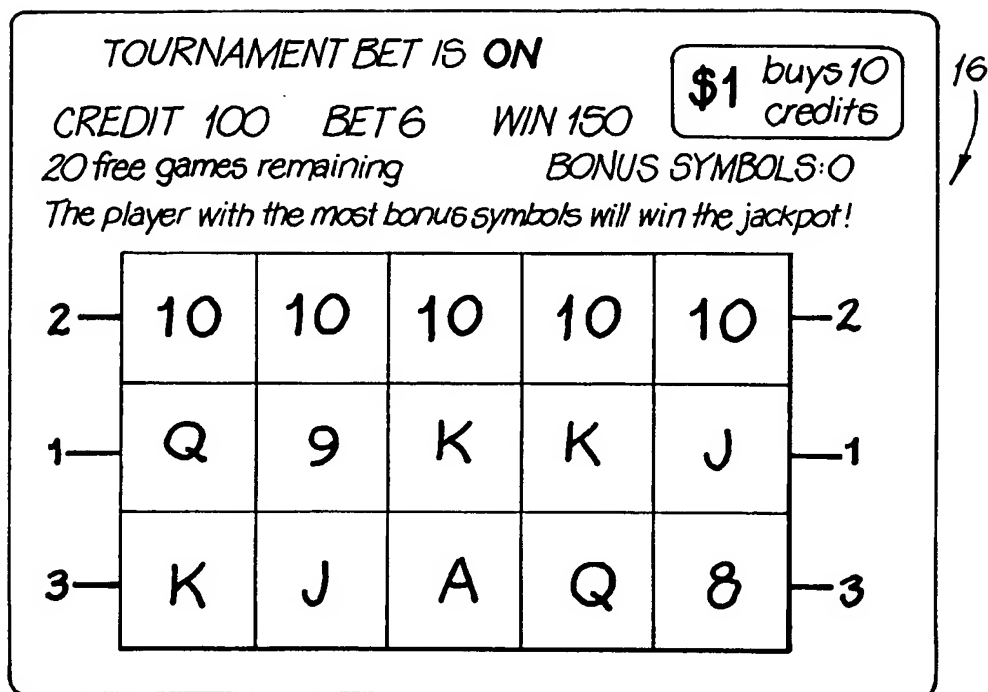 TOURNAMENT BET IS ON
$1 buys 10
credits
16
CREDIT 100 BET 6 WIN 150
20 free games remaining BONUS SYMBOLS: 0
The player with the most bonus symbols will win the jackpot!
2 10 10 10 10 10 2
1 Q 9 K K J 1
3 K J A Q 8 3